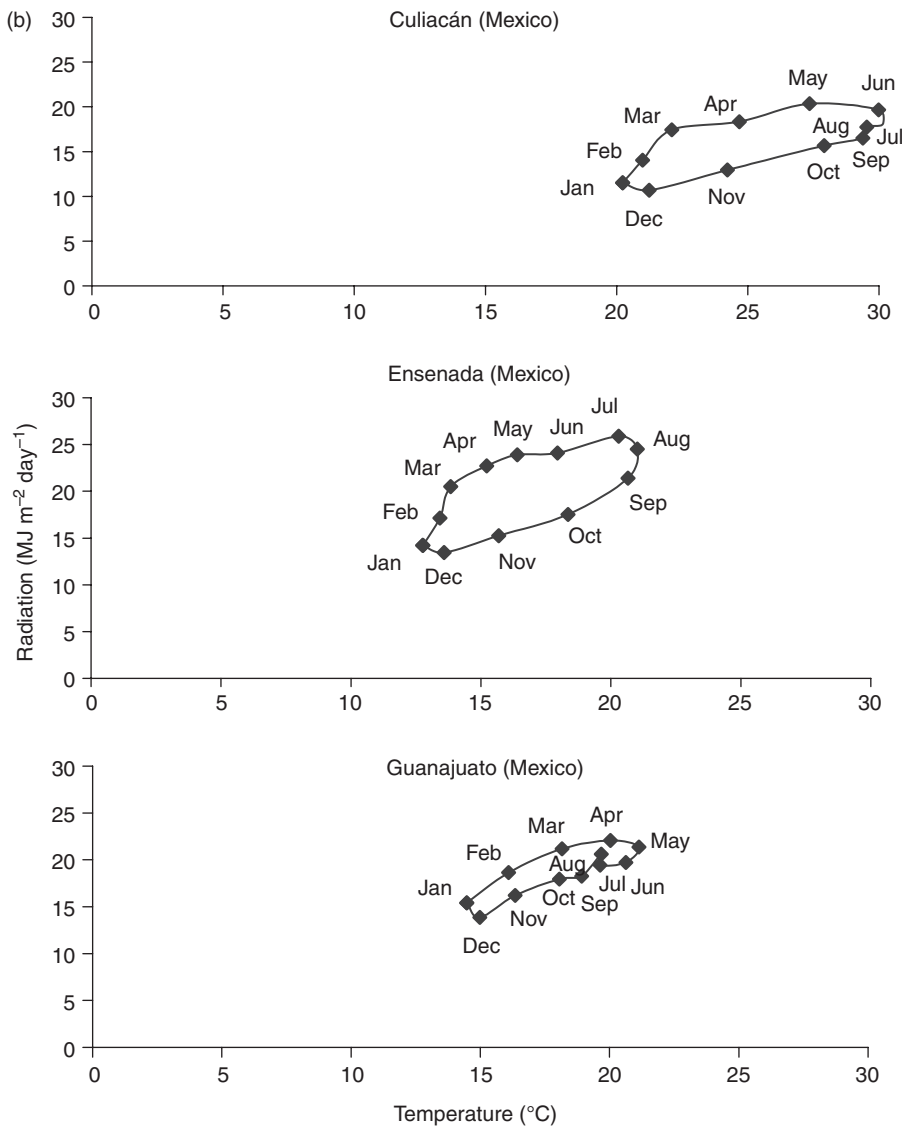 (b)
Culiacán (Mexico)
30
25
20
15
10
5
0
May
Jun
Apr
Mar
Aug
Jul
Feb
Sep
Oct
Jan
Nov
Dec
0 5 10 15 20 25 30
Radiation (MJ m⁻² day⁻¹)
Ensenada (Mexico)
30
25
20
15
10
5
0
Jul
Jun
May
Aug
Apr
Mar
Sep
Feb
Oct
Jan
Nov
Dec
0 5 10 15 20 25 30
Guanajuato (Mexico)
30
25
20
15
10
5
0
Apr
Mar
May
Feb
Aug
Jul
Jun
Jan
Oct
Sep
Nov
Dec
0 5 10 15 20 25 30
Temperature (°C)